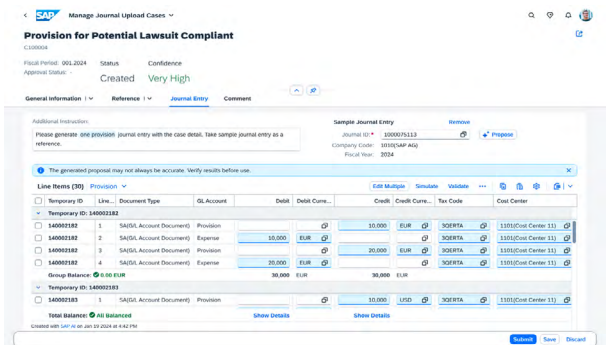 SAP Manage Journal Upload Cases
Provision for Potential Lawsuit Compliant
C100004
Fiscal Period: 001.2024 Status Confidence
Approval Status: - Created Very High
General Information Reference Journal Entry Comment
Additional Instruction:
Please generate one provision journal entry with the case detail. Take sample journal entry as a
reference.
Sample Journal Entry Remove
Journal ID:* 1000075113 Propose
Company Code: 1010(SAP AG)
Fiscal Year: 2024
The generated proposal may not always be accurate. Verify results before use.
Line Items (30) Provision Edit Multiple Simulate Validate
Temporary ID Line... Document Type GL Account Debit Debit Curre... Credit Credit Curre... Tax Code Cost Center
Temporary ID: 140002182
140002182 1 SA(G/L Account Document) Provision 10,000 EUR 3QERTA 1101(Cost Center 11)
140002182 2 SA(G/L Account Document) Expense 10,000 EUR 3QERTA 1101(Cost Center 11)
140002182 3 SA(G/L Account Document) Provision 20,000 EUR 3QERTA 1101(Cost Center 11)
140002182 4 SA(G/L Account Document) Expense 20,000 EUR 3QERTA 1101(Cost Center 11)
Group Balance: 0.00 EUR 30,000 EUR 30,000 EUR
Temporary ID: 140002183
140002183 1 SA(G/L Account Document) Provision 10,000 USD 3QERTA 1101(Cost Center 11)
Total Balance: All Balanced Show Details Show Details
Created with SAP AI on Jan 19 2024 at 4:42 PM
Submit Save Discard